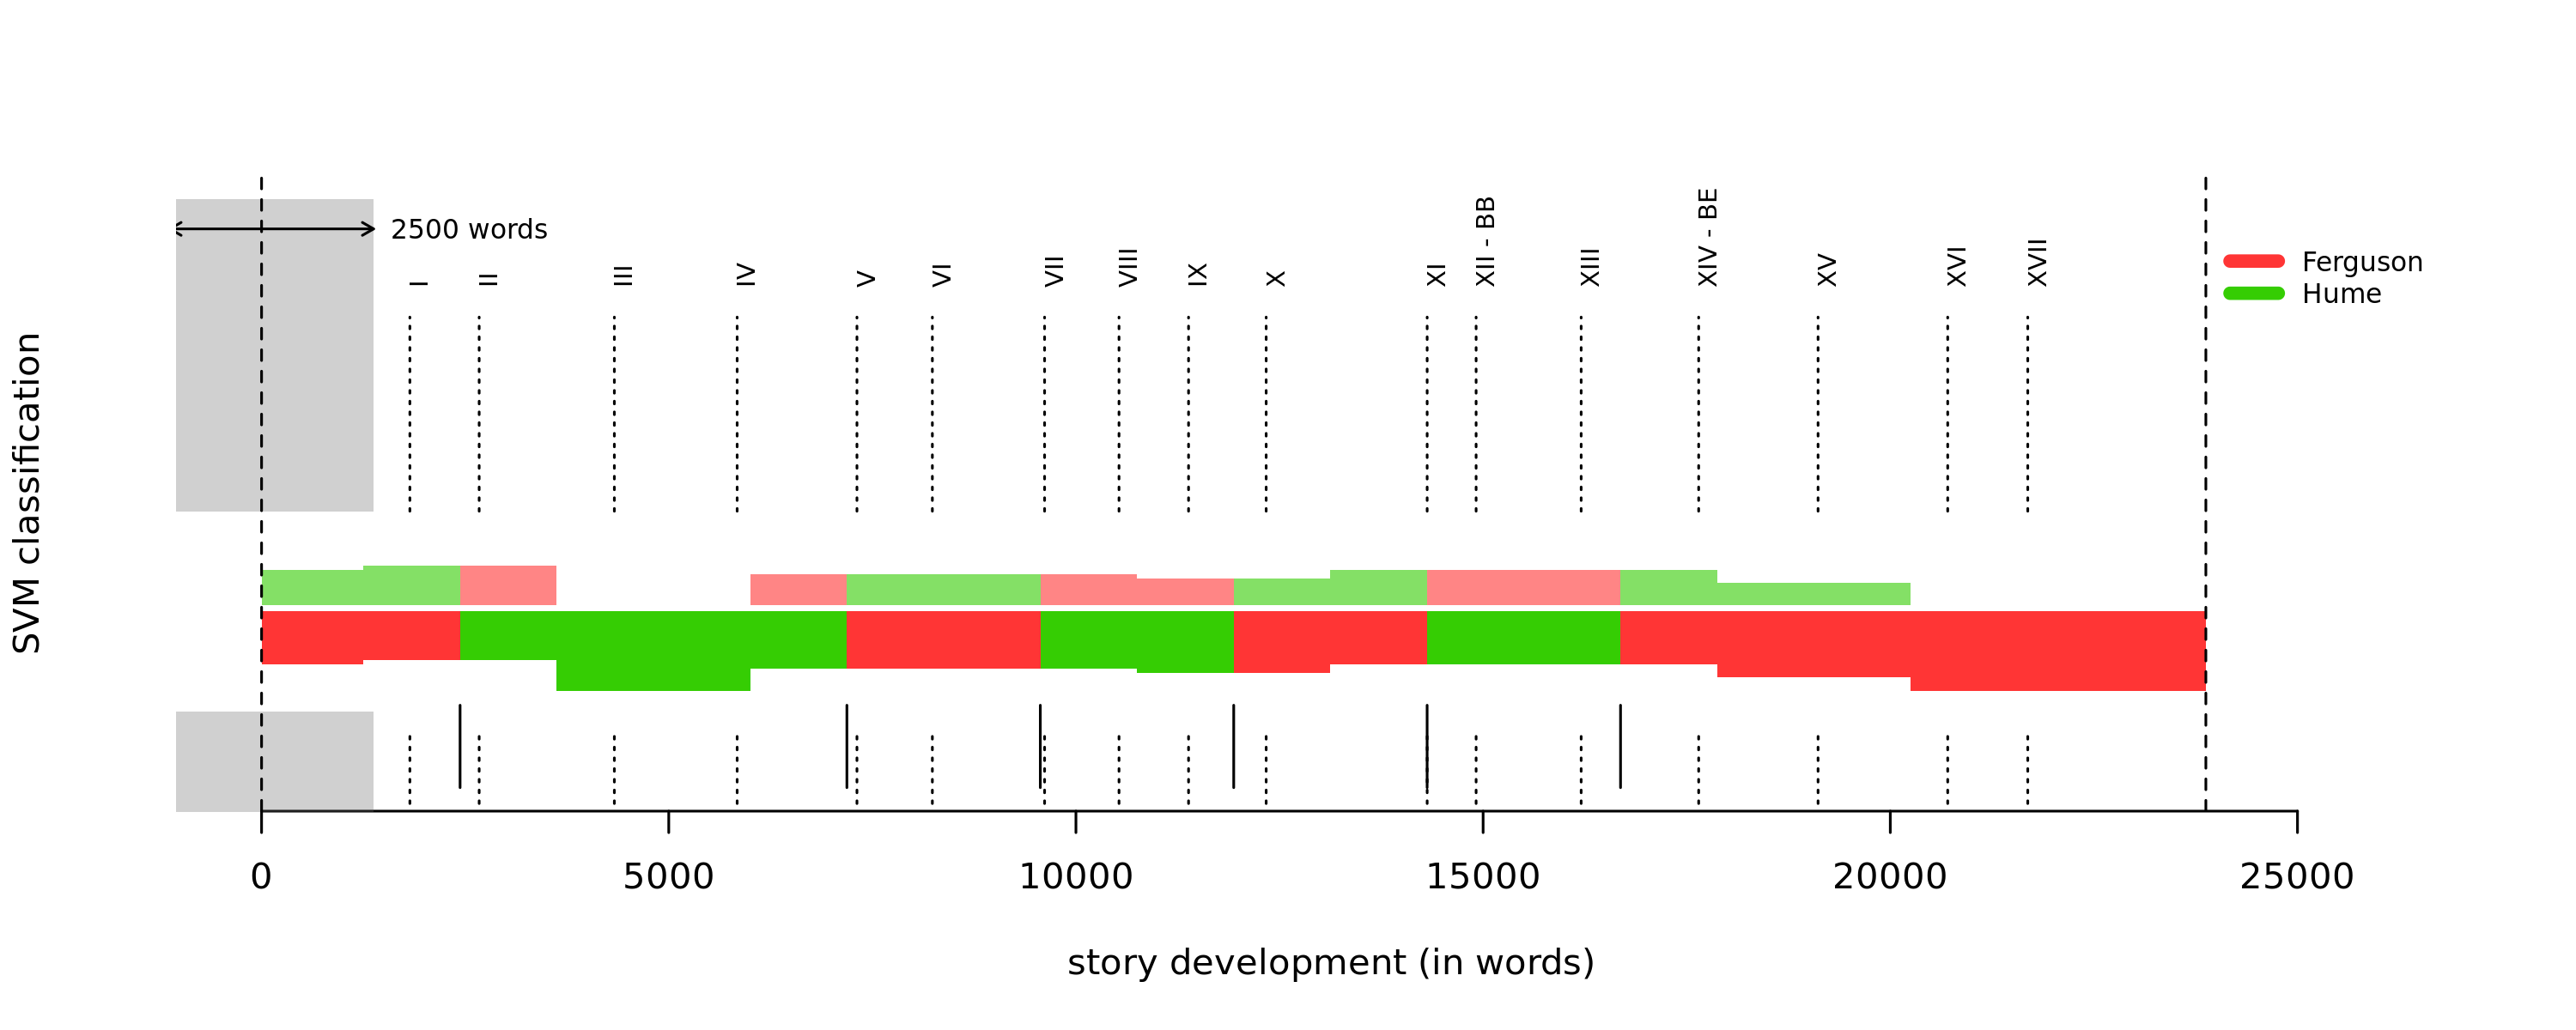 2500 words
I
II
III
IV
V
VI
VII
VIII
IX
X
XI
XII - BB
XIII
XIV - BE
XV
XVI
XVII
Ferguson
Hume
SVM classification
0
5000
10000
15000
20000
25000
story development (in words)